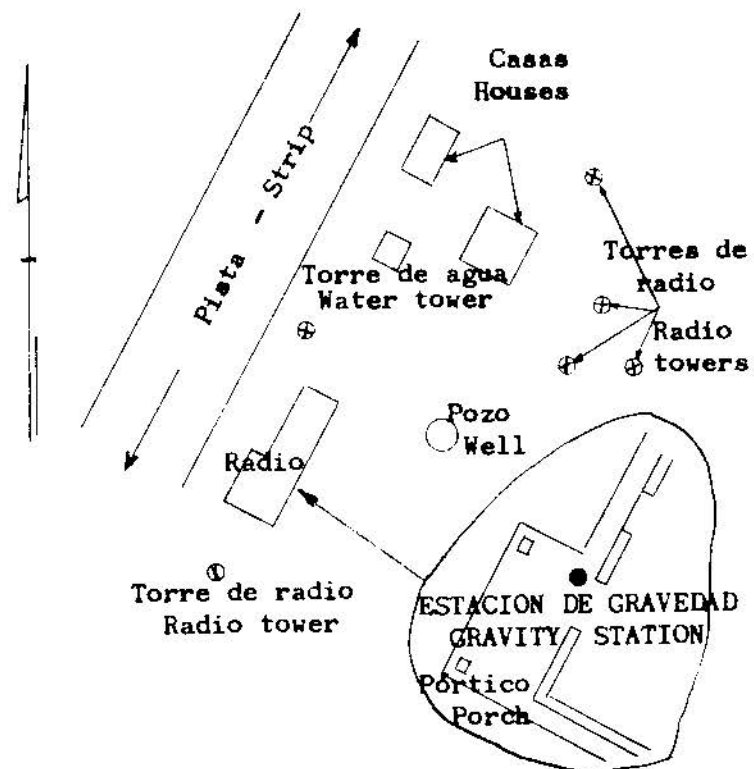 Casas
Houses
Pista - Strip
Torres de
radio
Radio
towers
Torre de agua
Water tower
Pozo
Well
Radio
Torre de radio
Radio tower
ESTACION DE GRAVEDAD
GRAVITY STATION
Pórtico
Porch